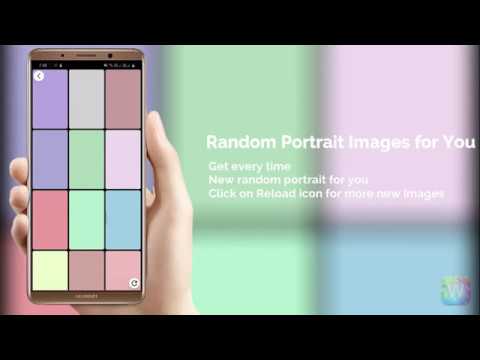 Random Portrait Images for You
Get every time
New random portrait for you
Click on Reload icon for more new Images
W